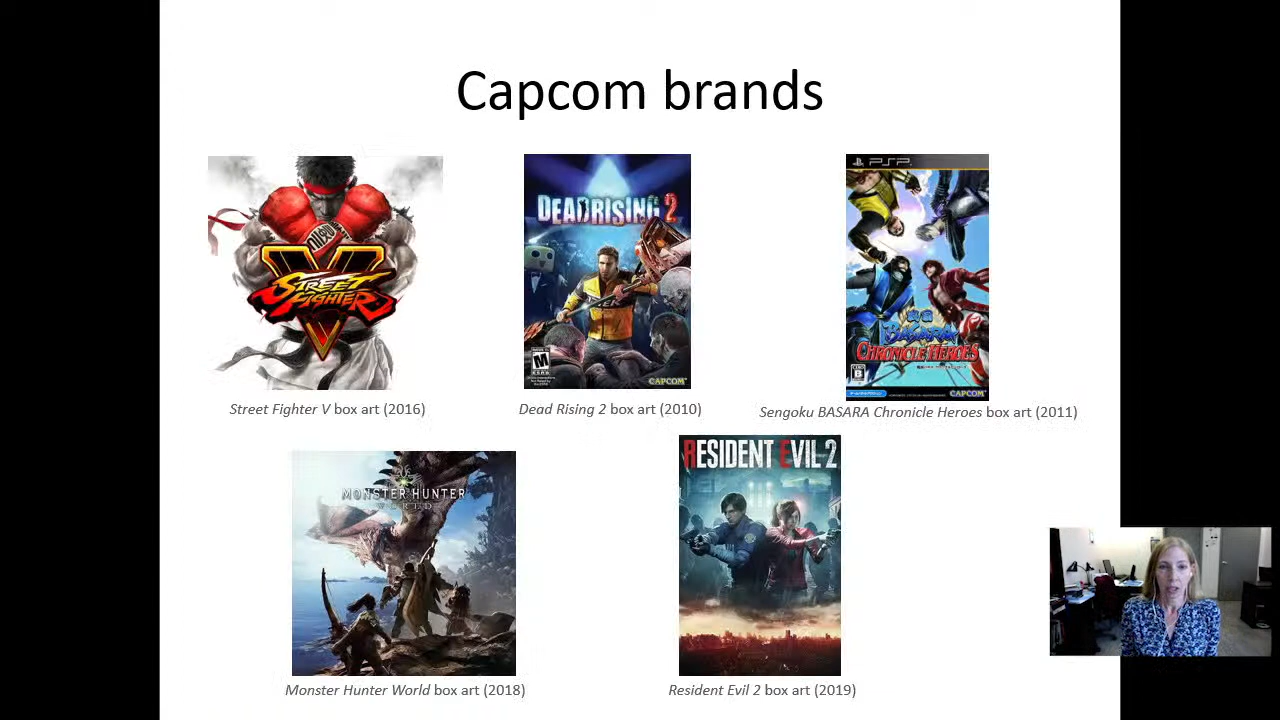 Capcom brands
STREET
FIGHTER
V
Street Fighter V box art (2016)
DEADRISING 2
M
CAPCOM
Dead Rising 2 box art (2010)
PSP
BASARA
CHRONICLE HEROES
B
CAPCOM
Sengoku BASARA Chronicle Heroes box art (2011)
MONSTER HUNTER
WORLD
Monster Hunter World box art (2018)
RESIDENT EVIL 2
Resident Evil 2 box art (2019)